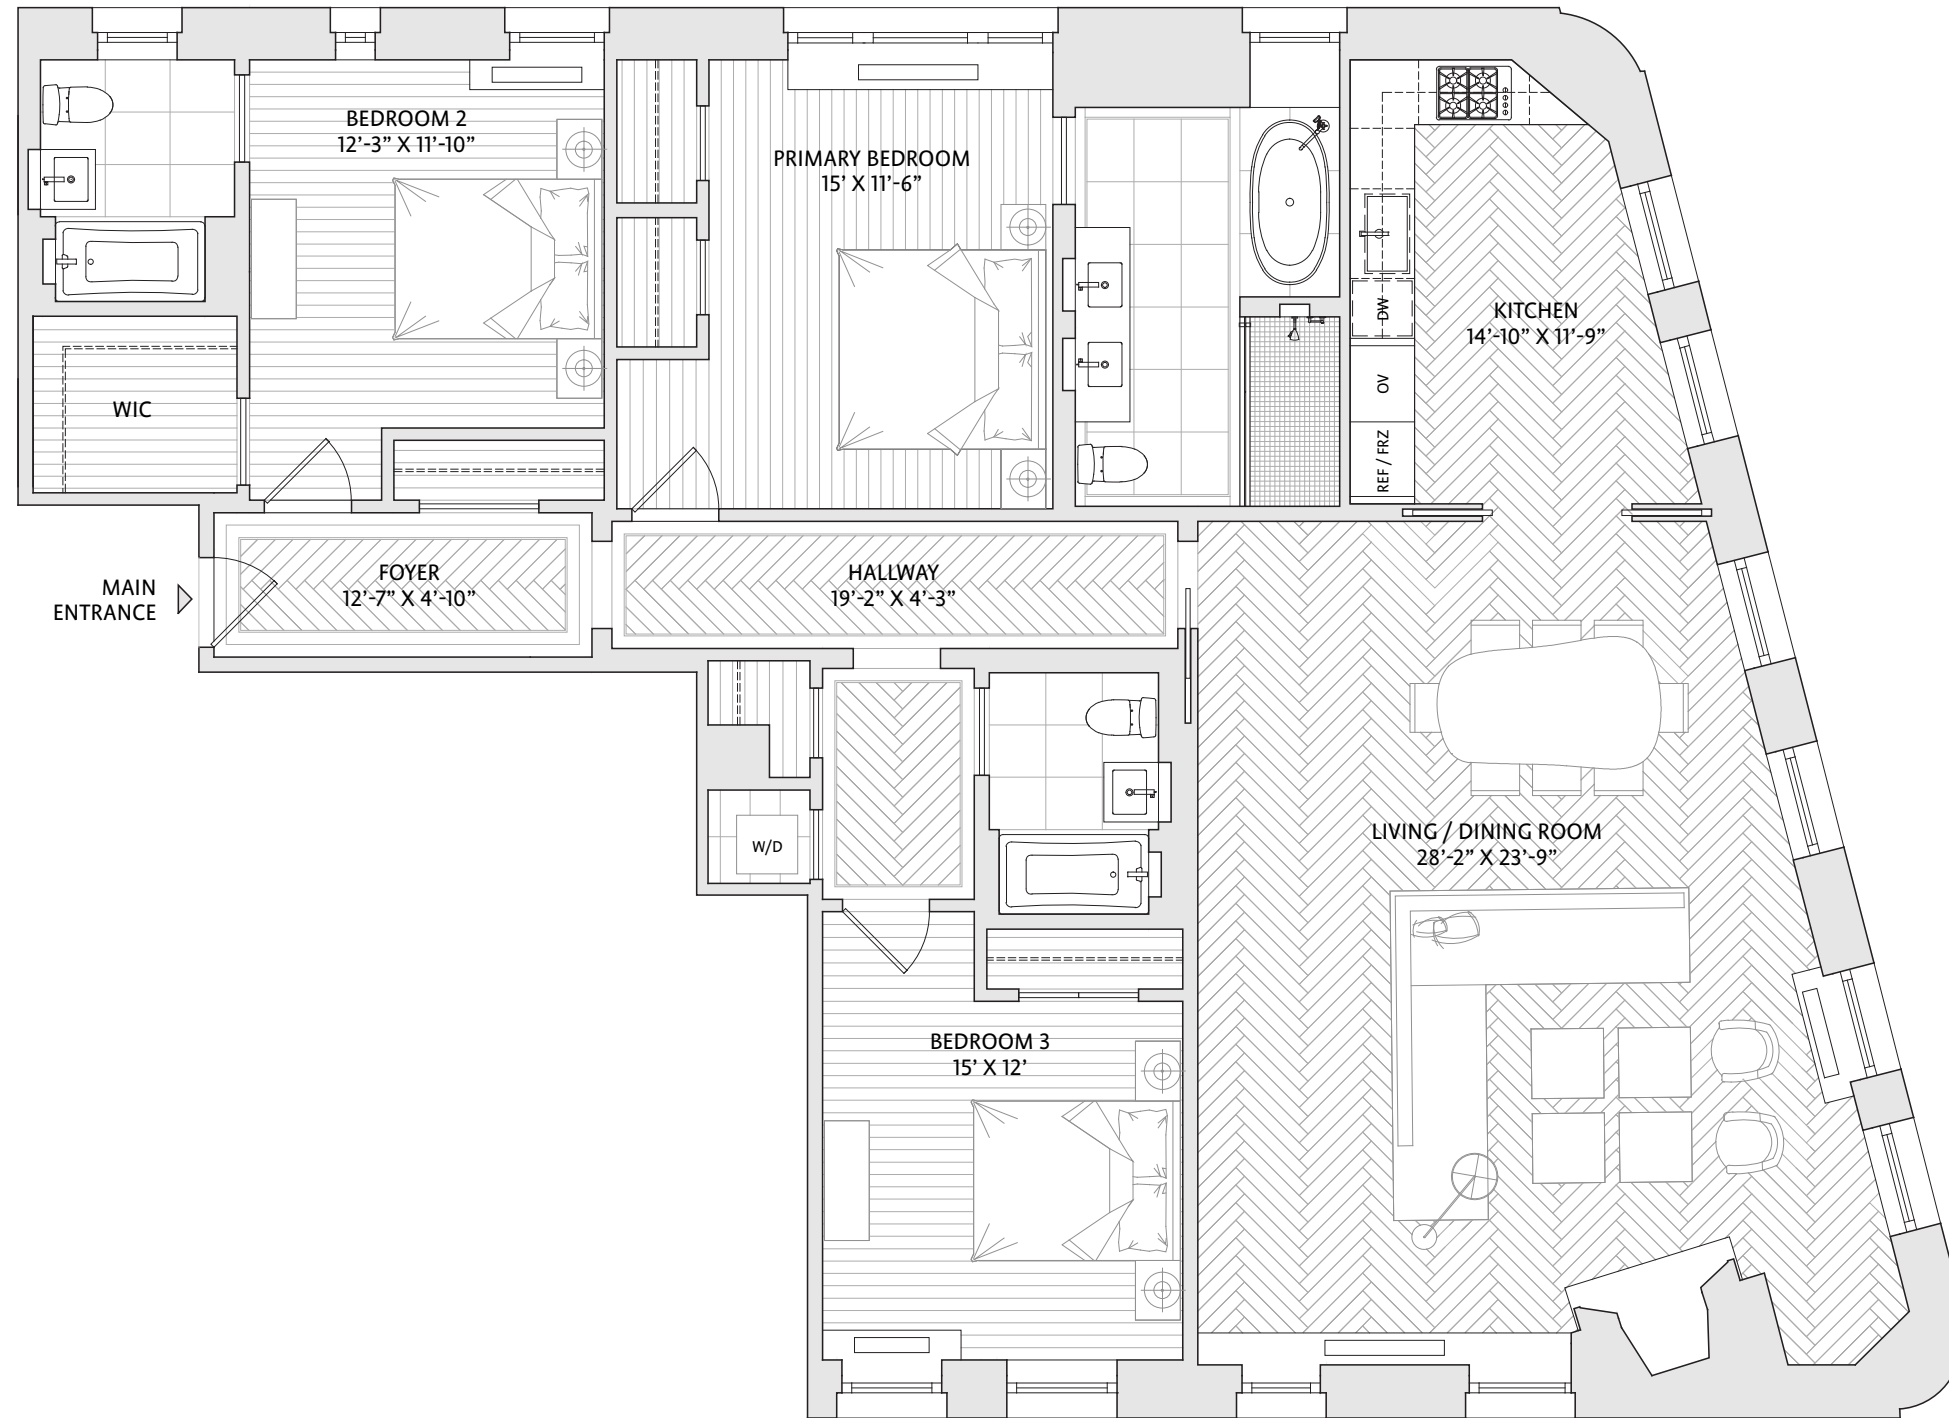 BEDROOM 2
12'-3” X 11'-10”
PRIMARY BEDROOM
15' X 11'-6”
KITCHEN
14'-10” X 11'-9”
DW
OV
REF / FRZ
WIC
MAIN
ENTRANCE
FOYER
12'-7” X 4'-10”
HALLWAY
19'-2” X 4'-3”
W/D
LIVING / DINING ROOM
28'-2” X 23'-9”
BEDROOM 3
15' X 12'